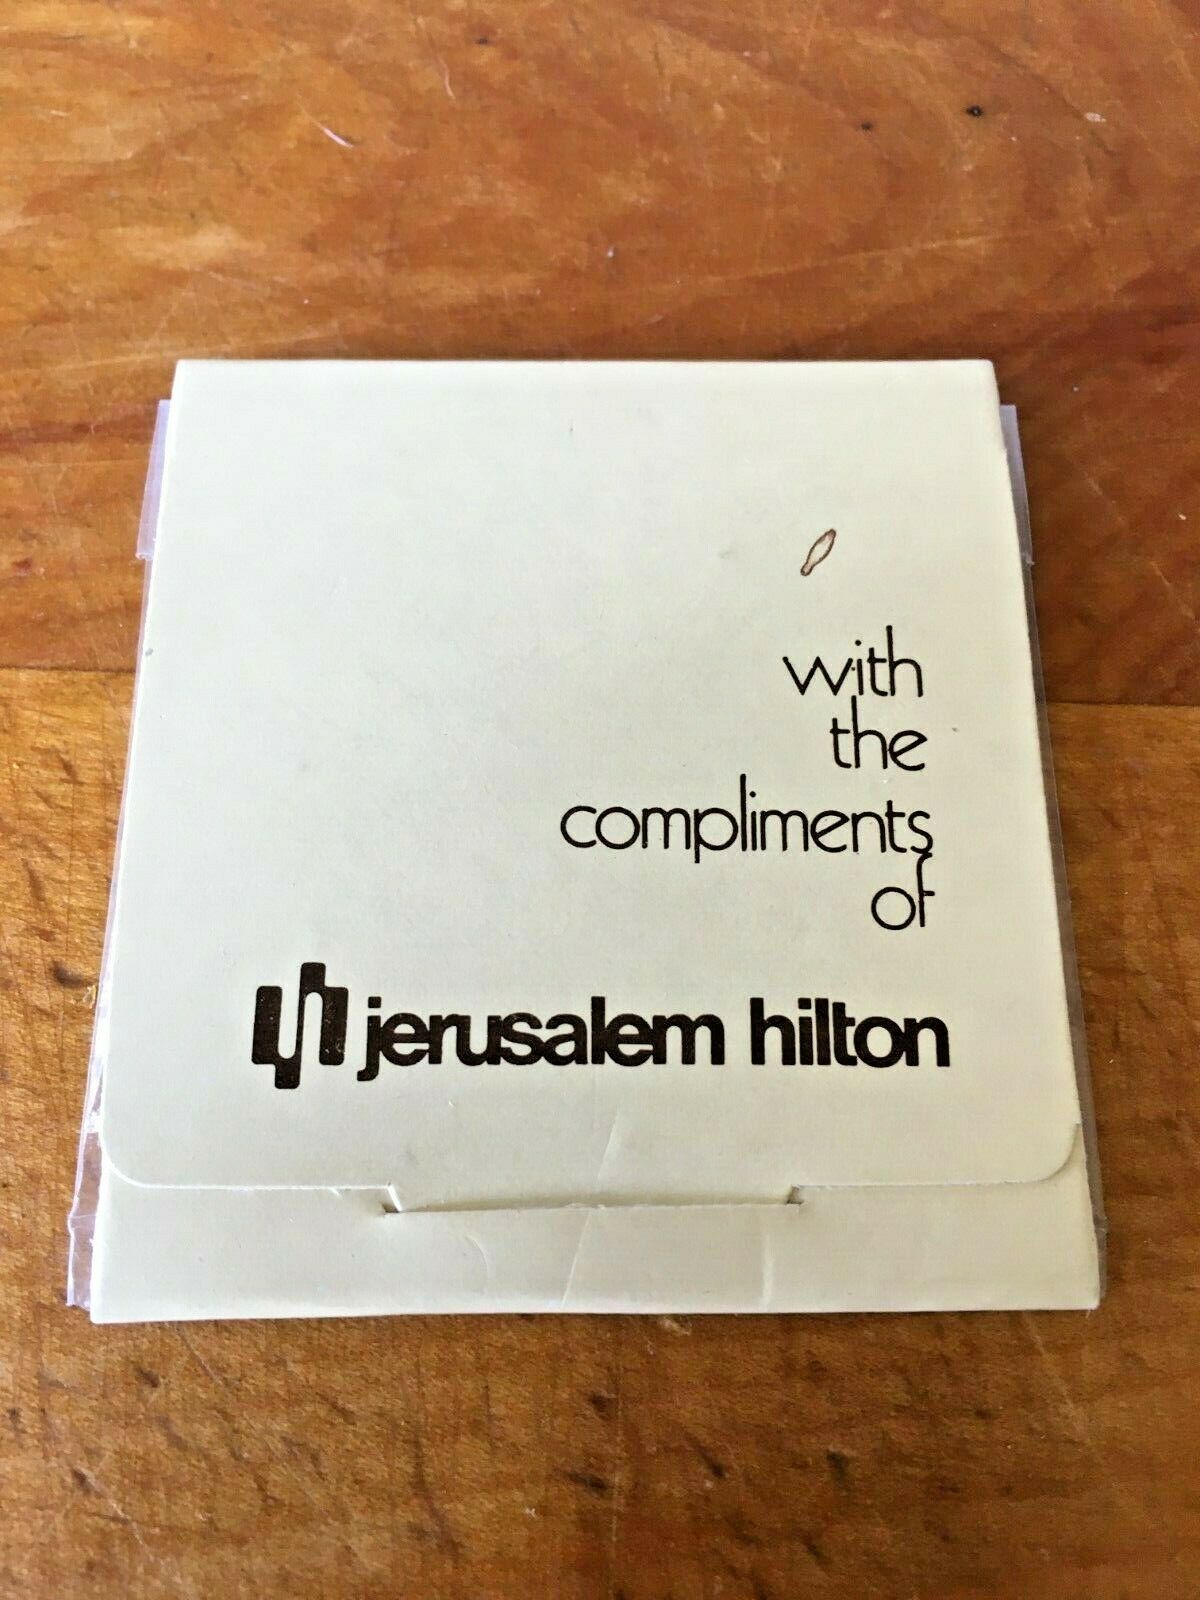 with
the
compliments
of
jerusalem hilton